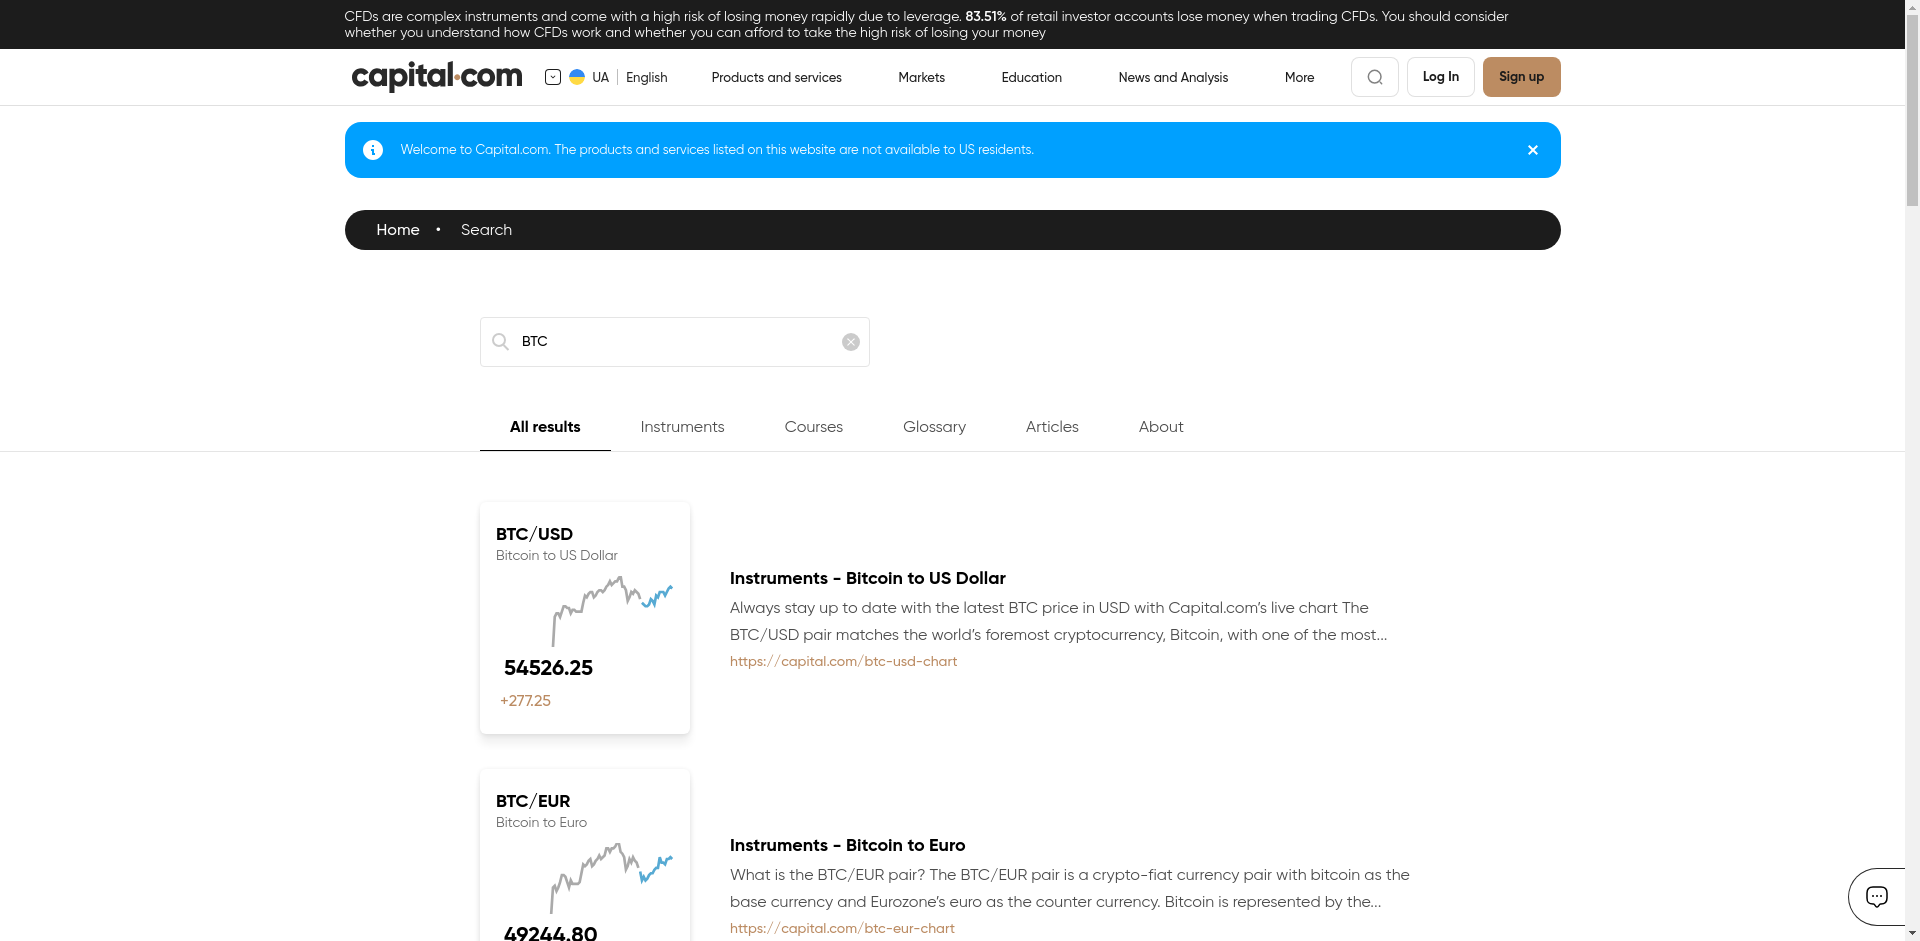 CFDs are complex instruments and come with a high risk of losing money rapidly due to leverage. 83.51% of retail investor accounts lose money when trading CFDs. You should consider
whether you understand how CFDs work and whether you can afford to take the high risk of losing your money
capital.com UA English Products and services Markets Education News and Analysis More Log In Sign up
Welcome to Capital.com. The products and services listed on this website are not available to US residents.
Home • Search
BTC
All results Instruments Courses Glossary Articles About
BTC/USD
Bitcoin to US Dollar
54526.25
+277.25
Instruments - Bitcoin to US Dollar
Always stay up to date with the latest BTC price in USD with Capital.com’s live chart The
BTC/USD pair matches the world’s foremost cryptocurrency, Bitcoin, with one of the most...
https://capital.com/btc-usd-chart
BTC/EUR
Bitcoin to Euro
49244.80
Instruments - Bitcoin to Euro
What is the BTC/EUR pair? The BTC/EUR pair is a crypto-fiat currency pair with bitcoin as the
base currency and Eurozone’s euro as the counter currency. Bitcoin is represented by the...
https://capital.com/btc-eur-chart